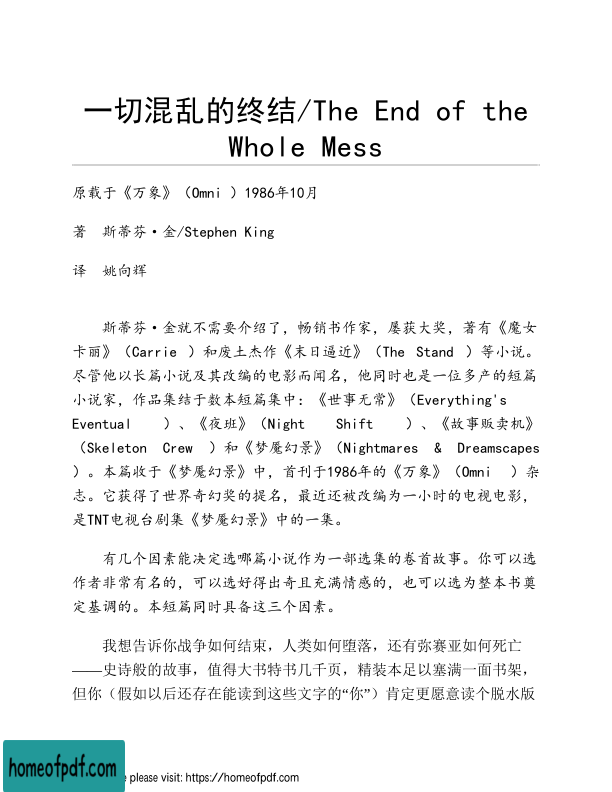 一切混乱的终结/The End of the
Whole Mess
原载于《万象》（Omni ）1986年10月
著　斯蒂芬·金/Stephen King
译　姚向辉
斯蒂芬·金就不需要介绍了，畅销书作家，屡获大奖，著有《魔女
卡丽》（Carrie ）和废土杰作《末日逼近》（The Stand ）等小说。
尽管他以长篇小说及其改编的电影而闻名，他同时也是一位多产的短篇
小说家，作品集结于数本短篇集中：《世事无常》（Everything's
Eventual ）、《夜班》（Night Shift ）、《故事贩卖机》
（Skeleton Crew ）和《梦魇幻景》（Nightmares & Dreamscapes
）。本篇收于《梦魇幻景》中，首刊于1986年的《万象》（Omni ）杂
志。它获得了世界奇幻奖的提名，最近还被改编为一小时的电视电影，
是TNT电视台剧集《梦魇幻景》中的一集。
有几个因素能决定选哪篇小说作为一部选集的卷首故事。你可以选
作者非常有名的，可以选好得出奇且充满情感的，也可以选为整本书奠
定基调的。本短篇同时具备这三个因素。
我想告诉你战争如何结束，人类如何堕落，还有弥赛亚如何死亡
——史诗般的故事，值得大书特书几千页，精装本足以塞满一面书架，
但你（假如以后还存在能读到这些文字的“你”）肯定更愿意读个脱水版
homeofpdf.com
please visit: https://homeofpdf.com